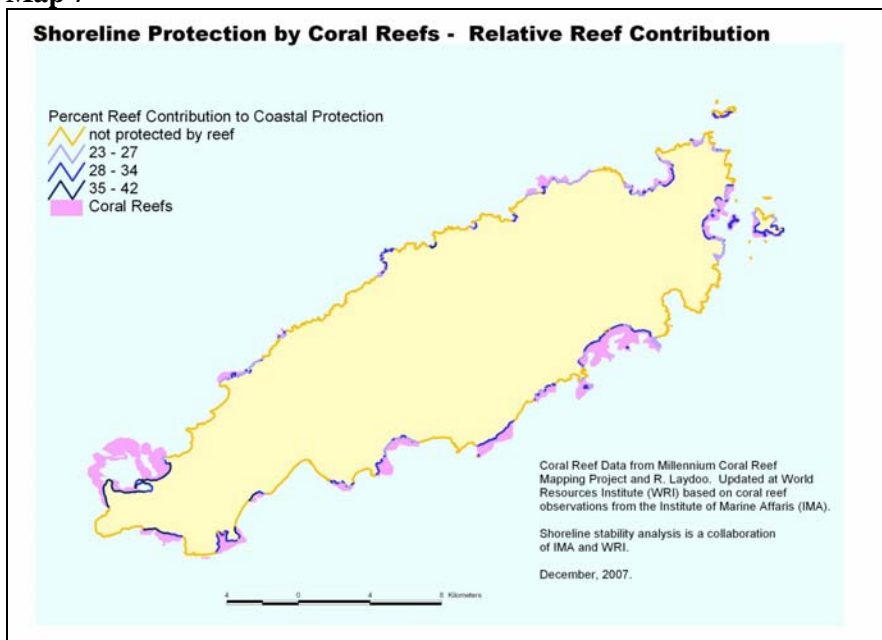 Shoreline Protection by Coral Reefs - Relative Reef Contribution
Percent Reef Contribution to Coastal Protection
not protected by reef
23 - 27
28 - 34
35 - 42
Coral Reefs
Coral Reef Data from Millennium Coral Reef
Mapping Project and R. Laydoo. Updated at World
Resources Institute (WRI) based on coral reef
observations from the Institute of Marine Affaris (IMA).
Shoreline stability analysis is a collaboration
of IMA and WRI.
December, 2007.
4 0 4 8 Kilometers